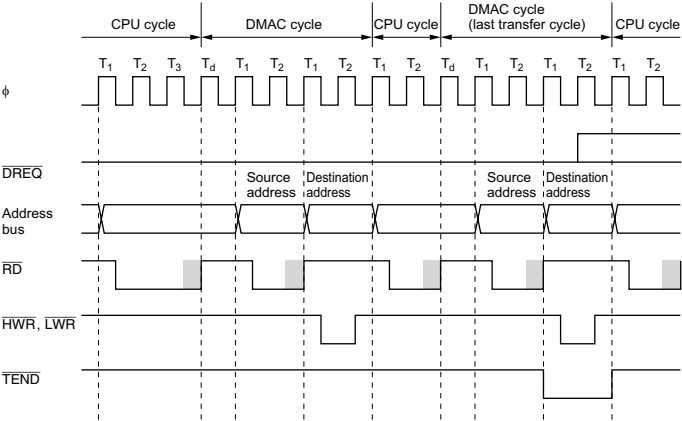 CPU cycle DMAC cycle CPU cycle DMAC cycle (last transfer cycle) CPU cycle
T1 T2 T3 Td T1 T2 T1 T2 T1 T2 Td T1 T2 T1 T2 T1 T2
ϕ
DREQ
Source address Destination address Source address Destination address
Address bus
RD
HWR, LWR
TEND